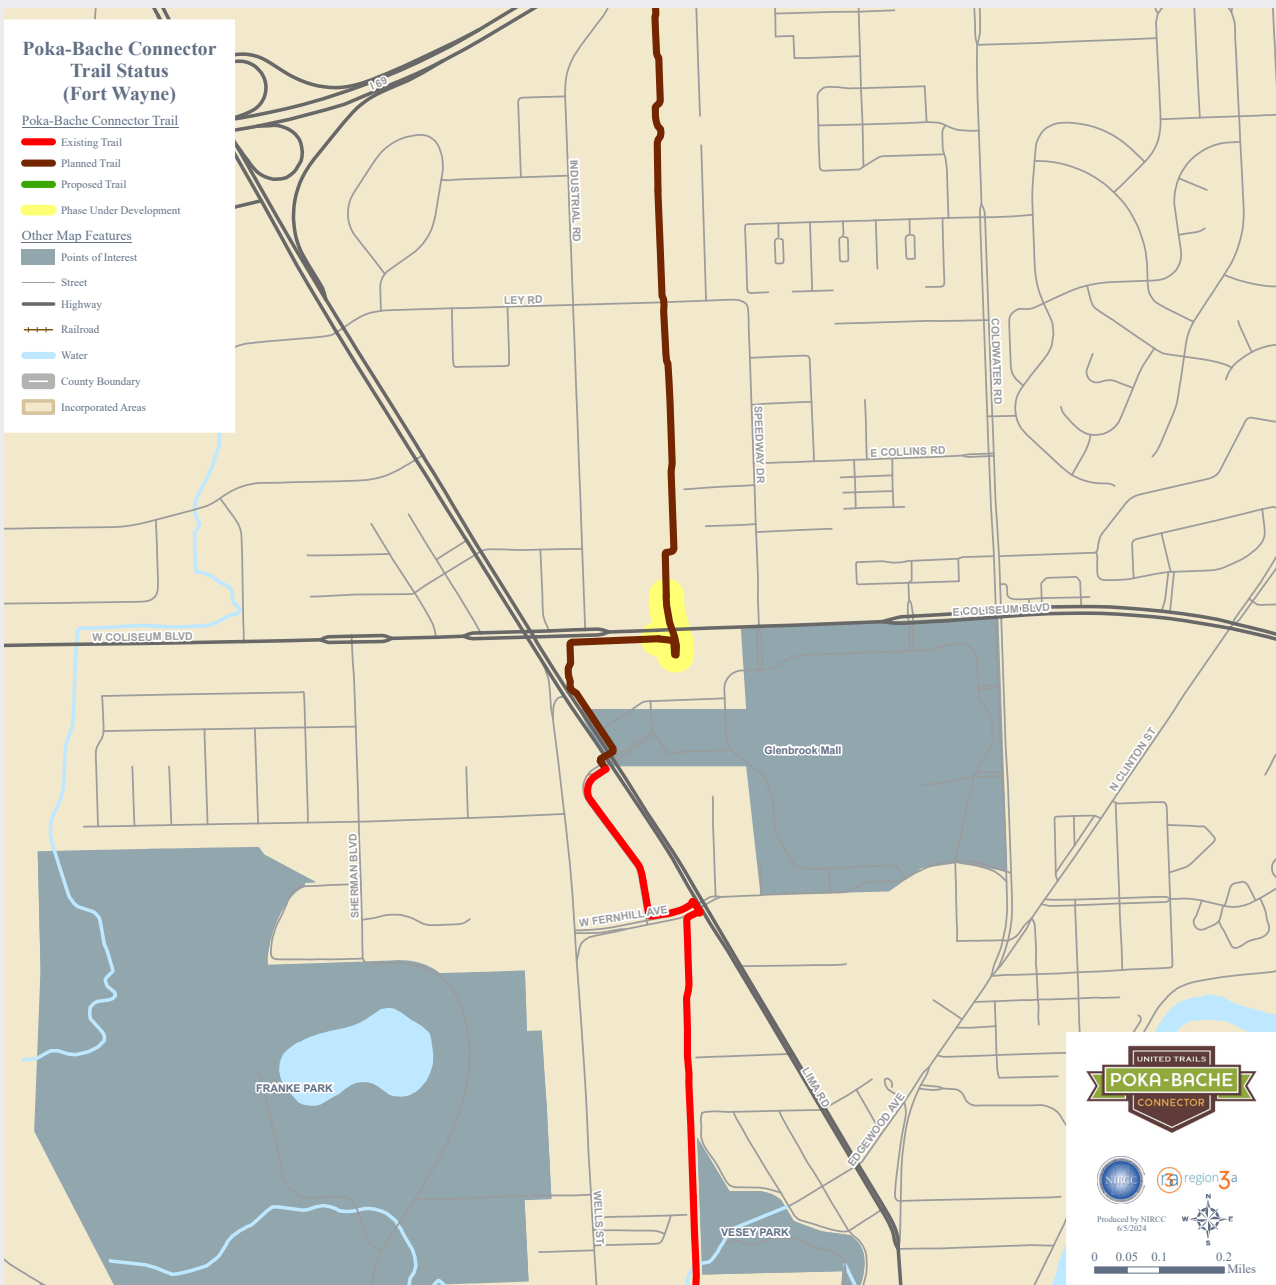 Poka-Bache Connector
Trail Status
(Fort Wayne)
Poka-Bache Connector Trail
Existing Trail
Planned Trail
Proposed Trail
Phase Under Development
Other Map Features
Points of Interest
Street
Highway
Railroad
Water
County Boundary
Incorporated Areas
I 69
INDUSTRIAL RD
LEY RD
COLDWATER RD
SPEEDWAY DR
E COLLINS RD
W COLISEUM BLVD
E COLISEUM BLVD
Glenbrook Mall
N CLINTON ST
SHERMAN BLVD
W FERNHILL AVE
FRANKE PARK
LIMA RD
EDGEWOOD AVE
WELLS ST
VESEY PARK
UNITED TRAILS
POKA-BACHE
CONNECTOR
NIRCC
3a region3a
Produced by NIRCC
6/5/2024
N
W E
S
0 0.05 0.1 0.2
Miles